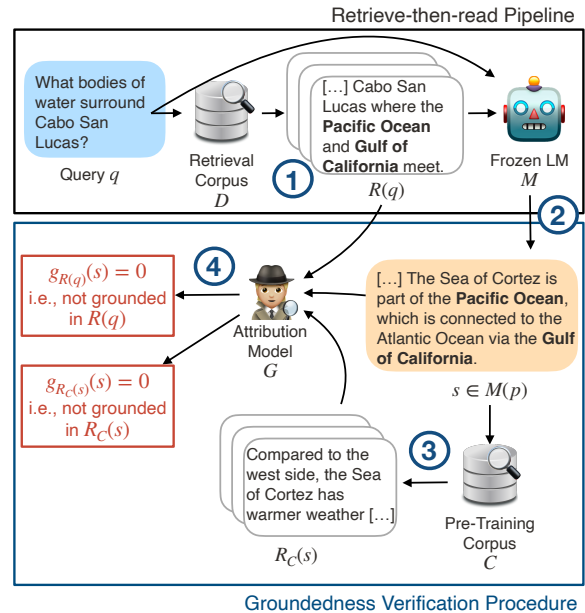 Retrieve-then-read Pipeline
What bodies of
water surround
Cabo San
Lucas?
Query q
Retrieval
Corpus
D
1
[…] Cabo San
Lucas where the
Pacific Ocean
and Gulf of
California meet.
R(q)
Frozen LM
M
2
4
g_{R(q)}(s) = 0
i.e., not grounded
in R(q)
Attribution
Model
G
[…] The Sea of Cortez is
part of the Pacific Ocean,
which is connected to the
Atlantic Ocean via the Gulf
of California.
s ∈ M(p)
g_{R_C(s)}(s) = 0
i.e., not grounded
in R_C(s)
3
Compared to the
west side, the Sea
of Cortez has
warmer weather […]
R_C(s)
Pre-Training
Corpus
C
Groundedness Verification Procedure